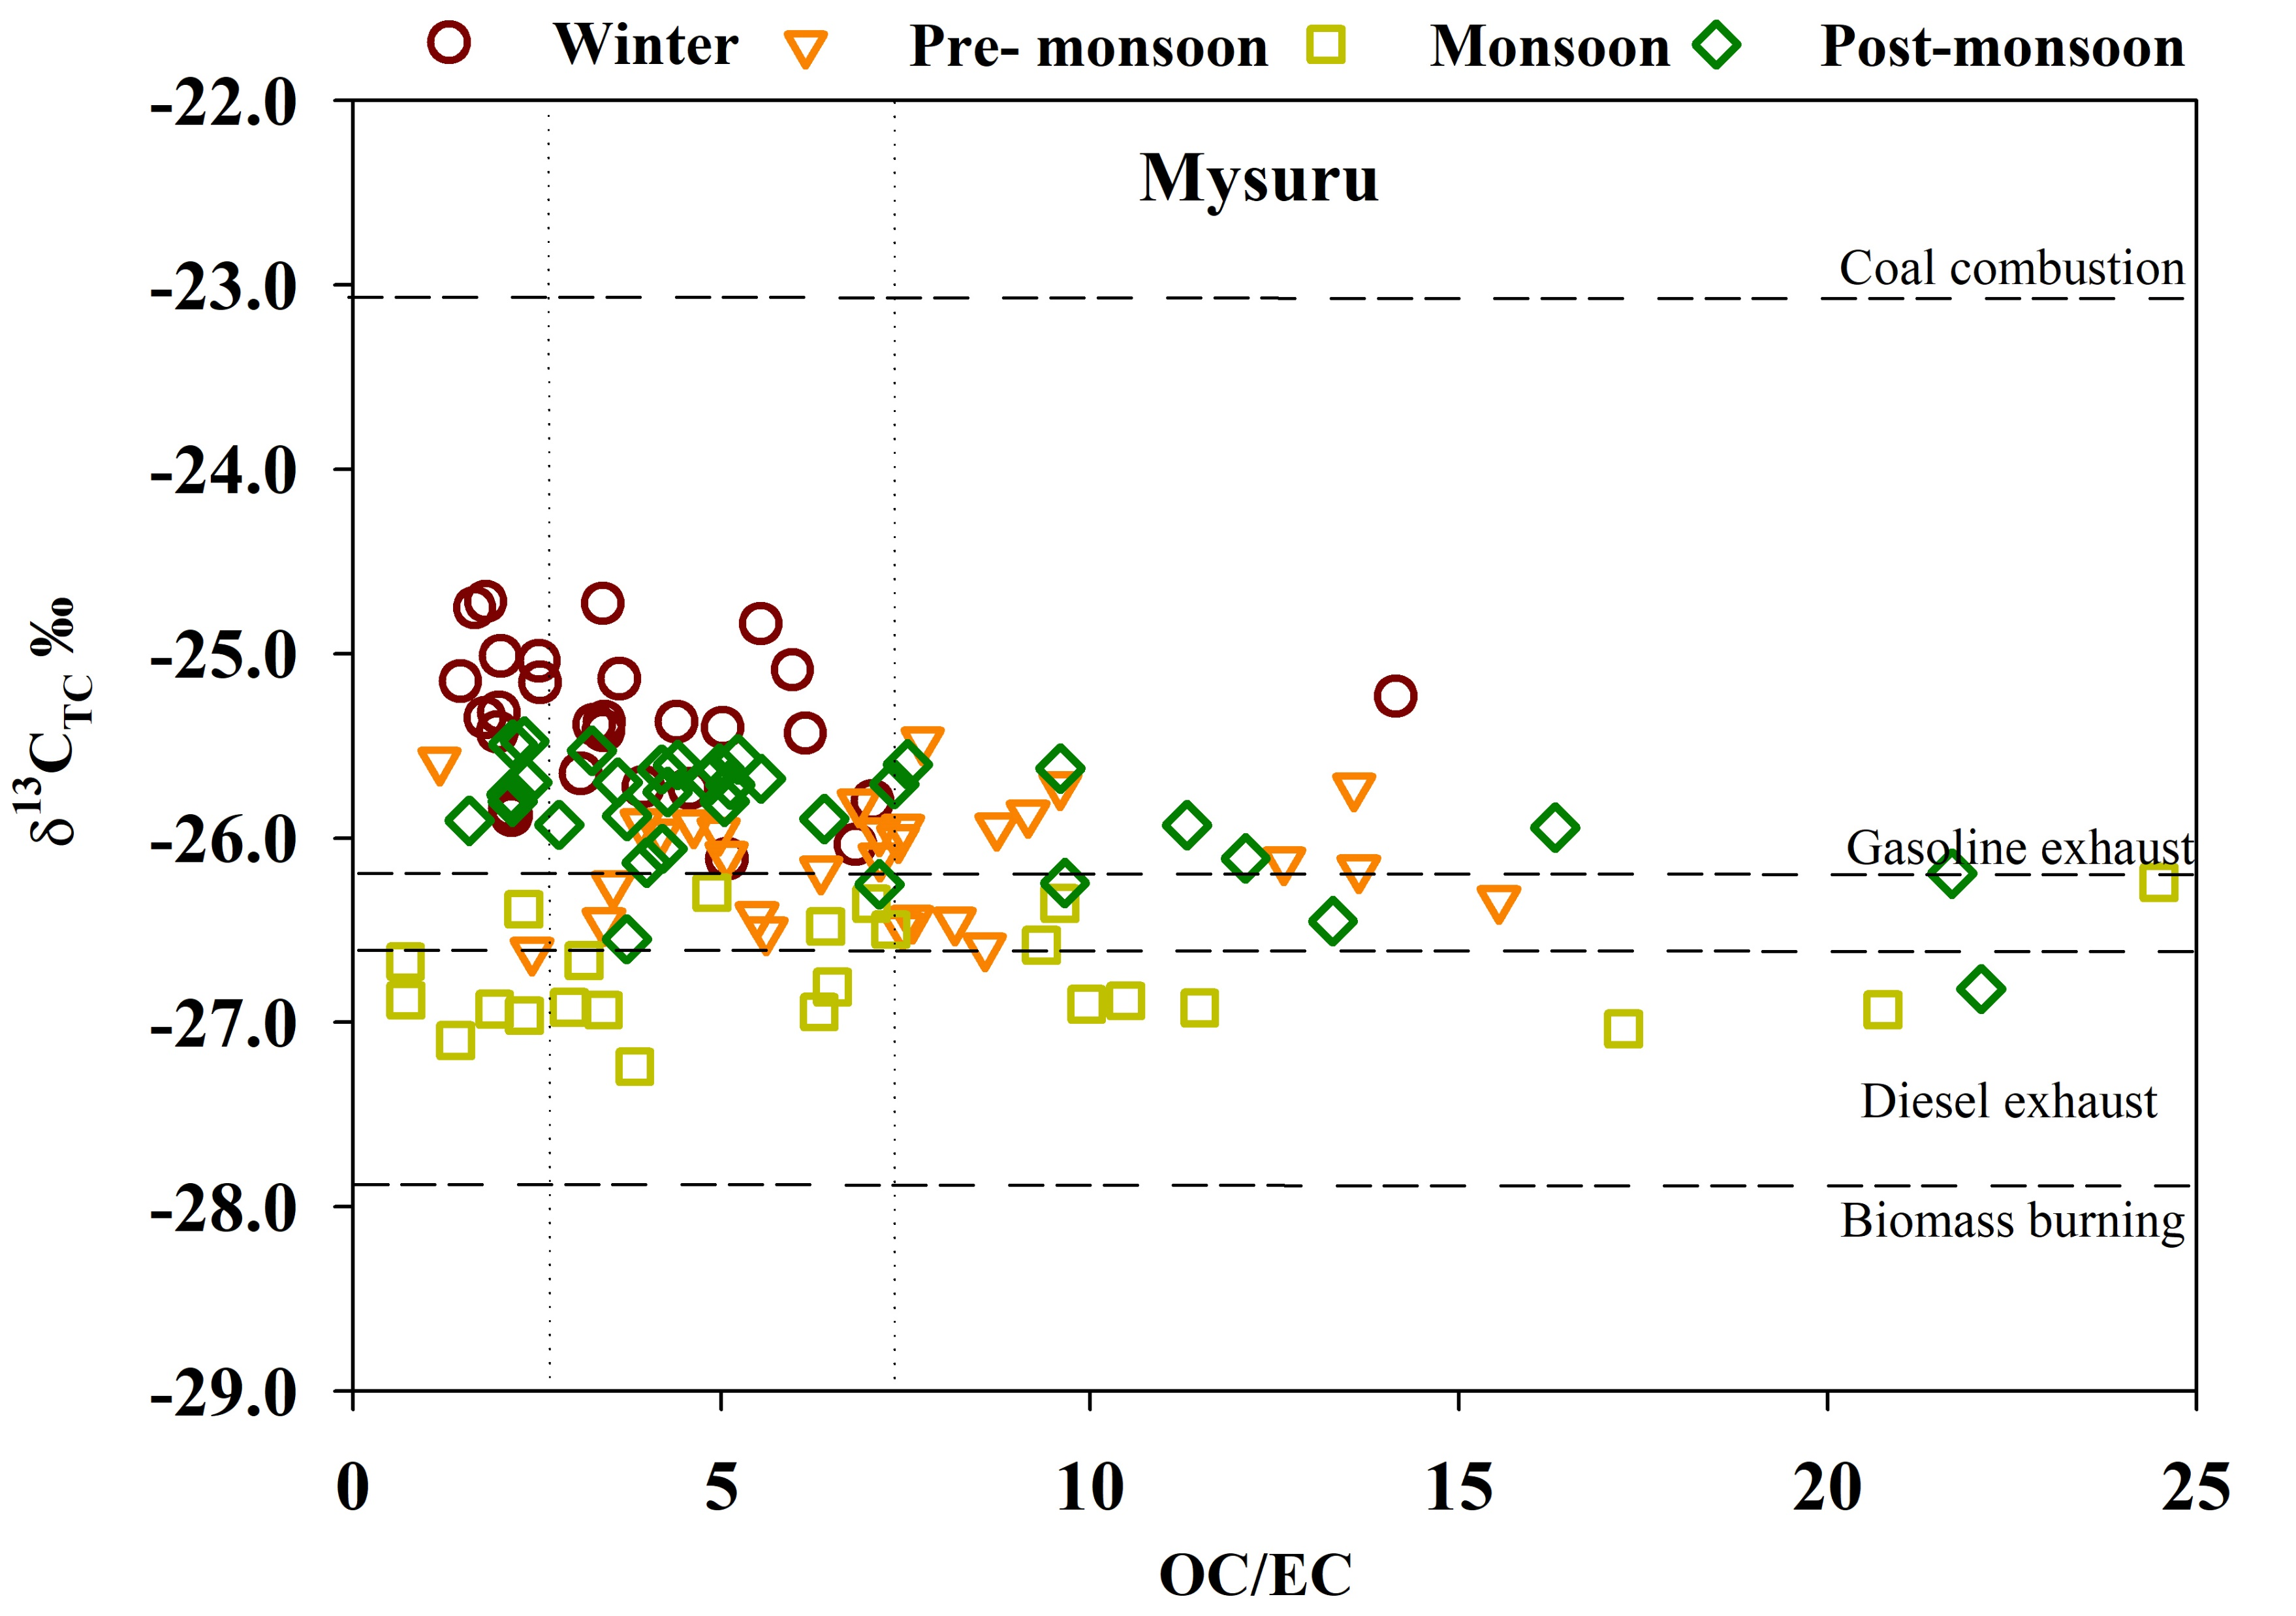 Winter Pre- monsoon Monsoon Post-monsoon
-22.0
Mysuru
Coal combustion
-23.0
-24.0
-25.0
δ13CTC ‰
-26.0
Gasoline exhaust
-27.0
Diesel exhaust
-28.0
Biomass burning
-29.0
0 5 10 15 20 25
OC/EC